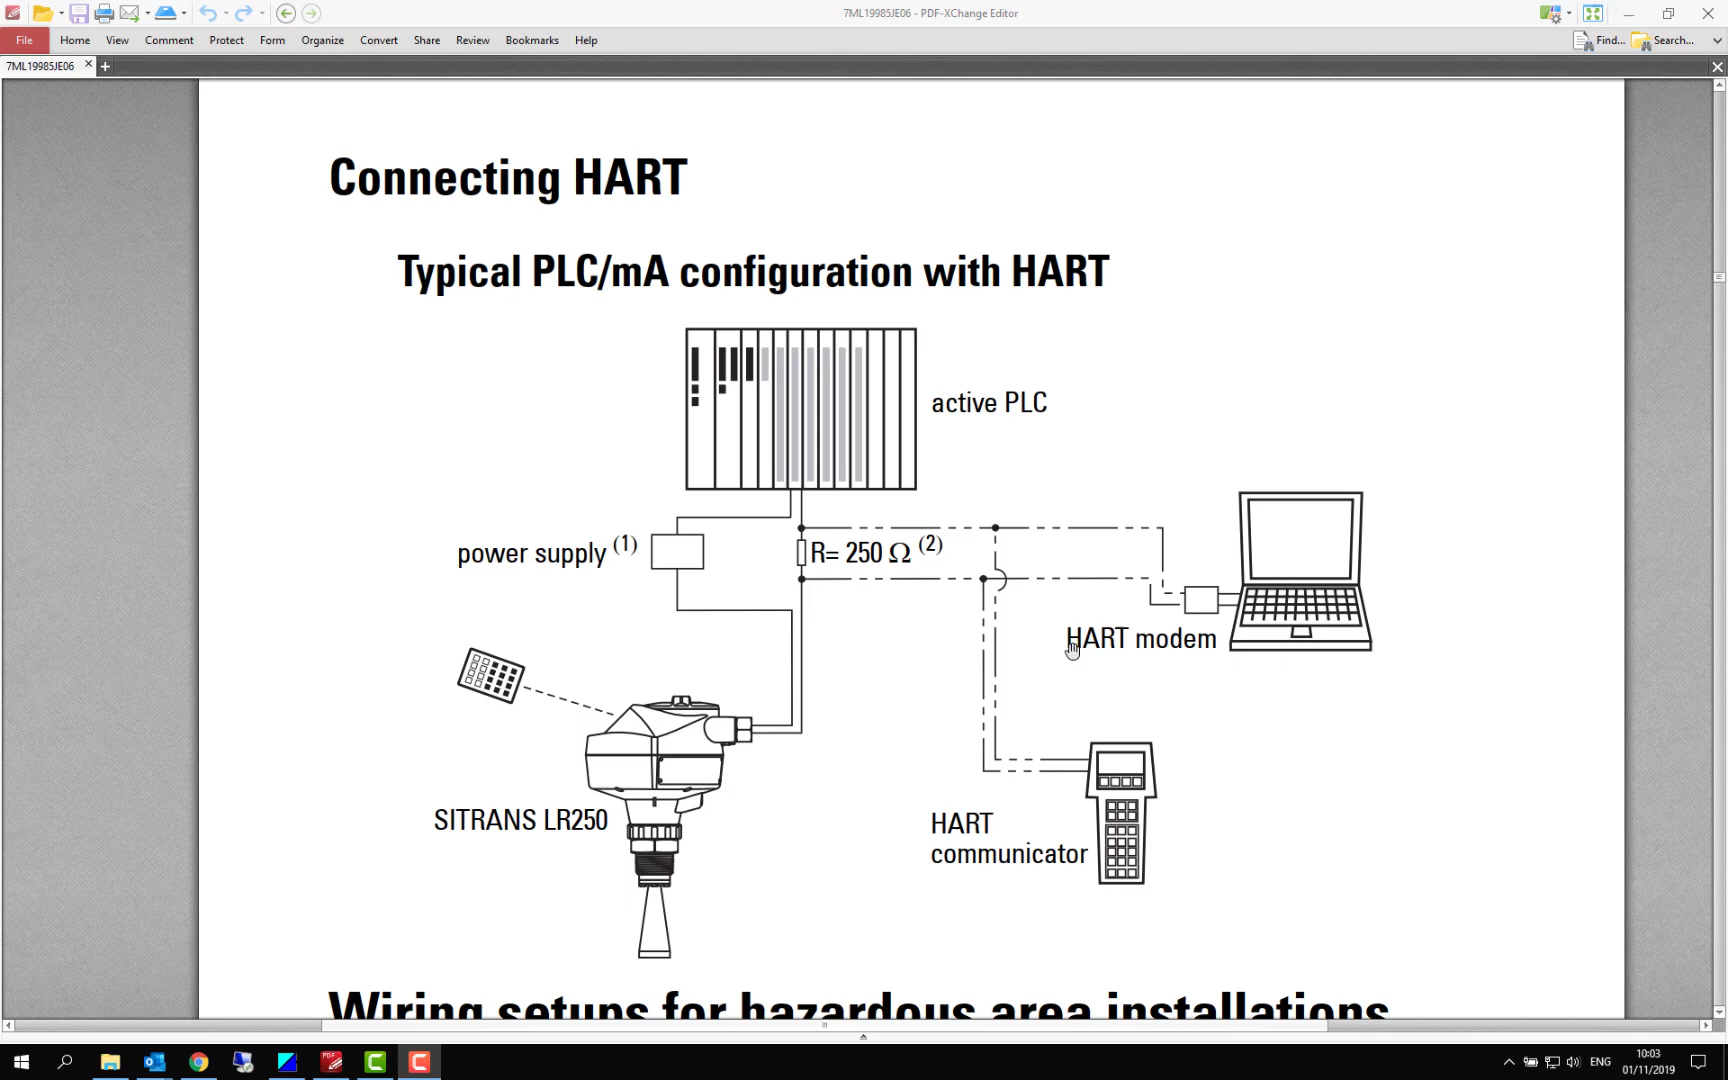 7ML19985JE06 - PDF-XChange Editor
File Home View Comment Protect Form Organize Convert Share Review Bookmarks Help
Find... Search...
7ML19985JE06
Connecting HART
Typical PLC/mA configuration with HART
active PLC
power supply (1)
R= 250 Ω (2)
HART modem
SITRANS LR250
HART
communicator
Wiring setups for hazardous area installations
ENG
10:03
01/11/2019